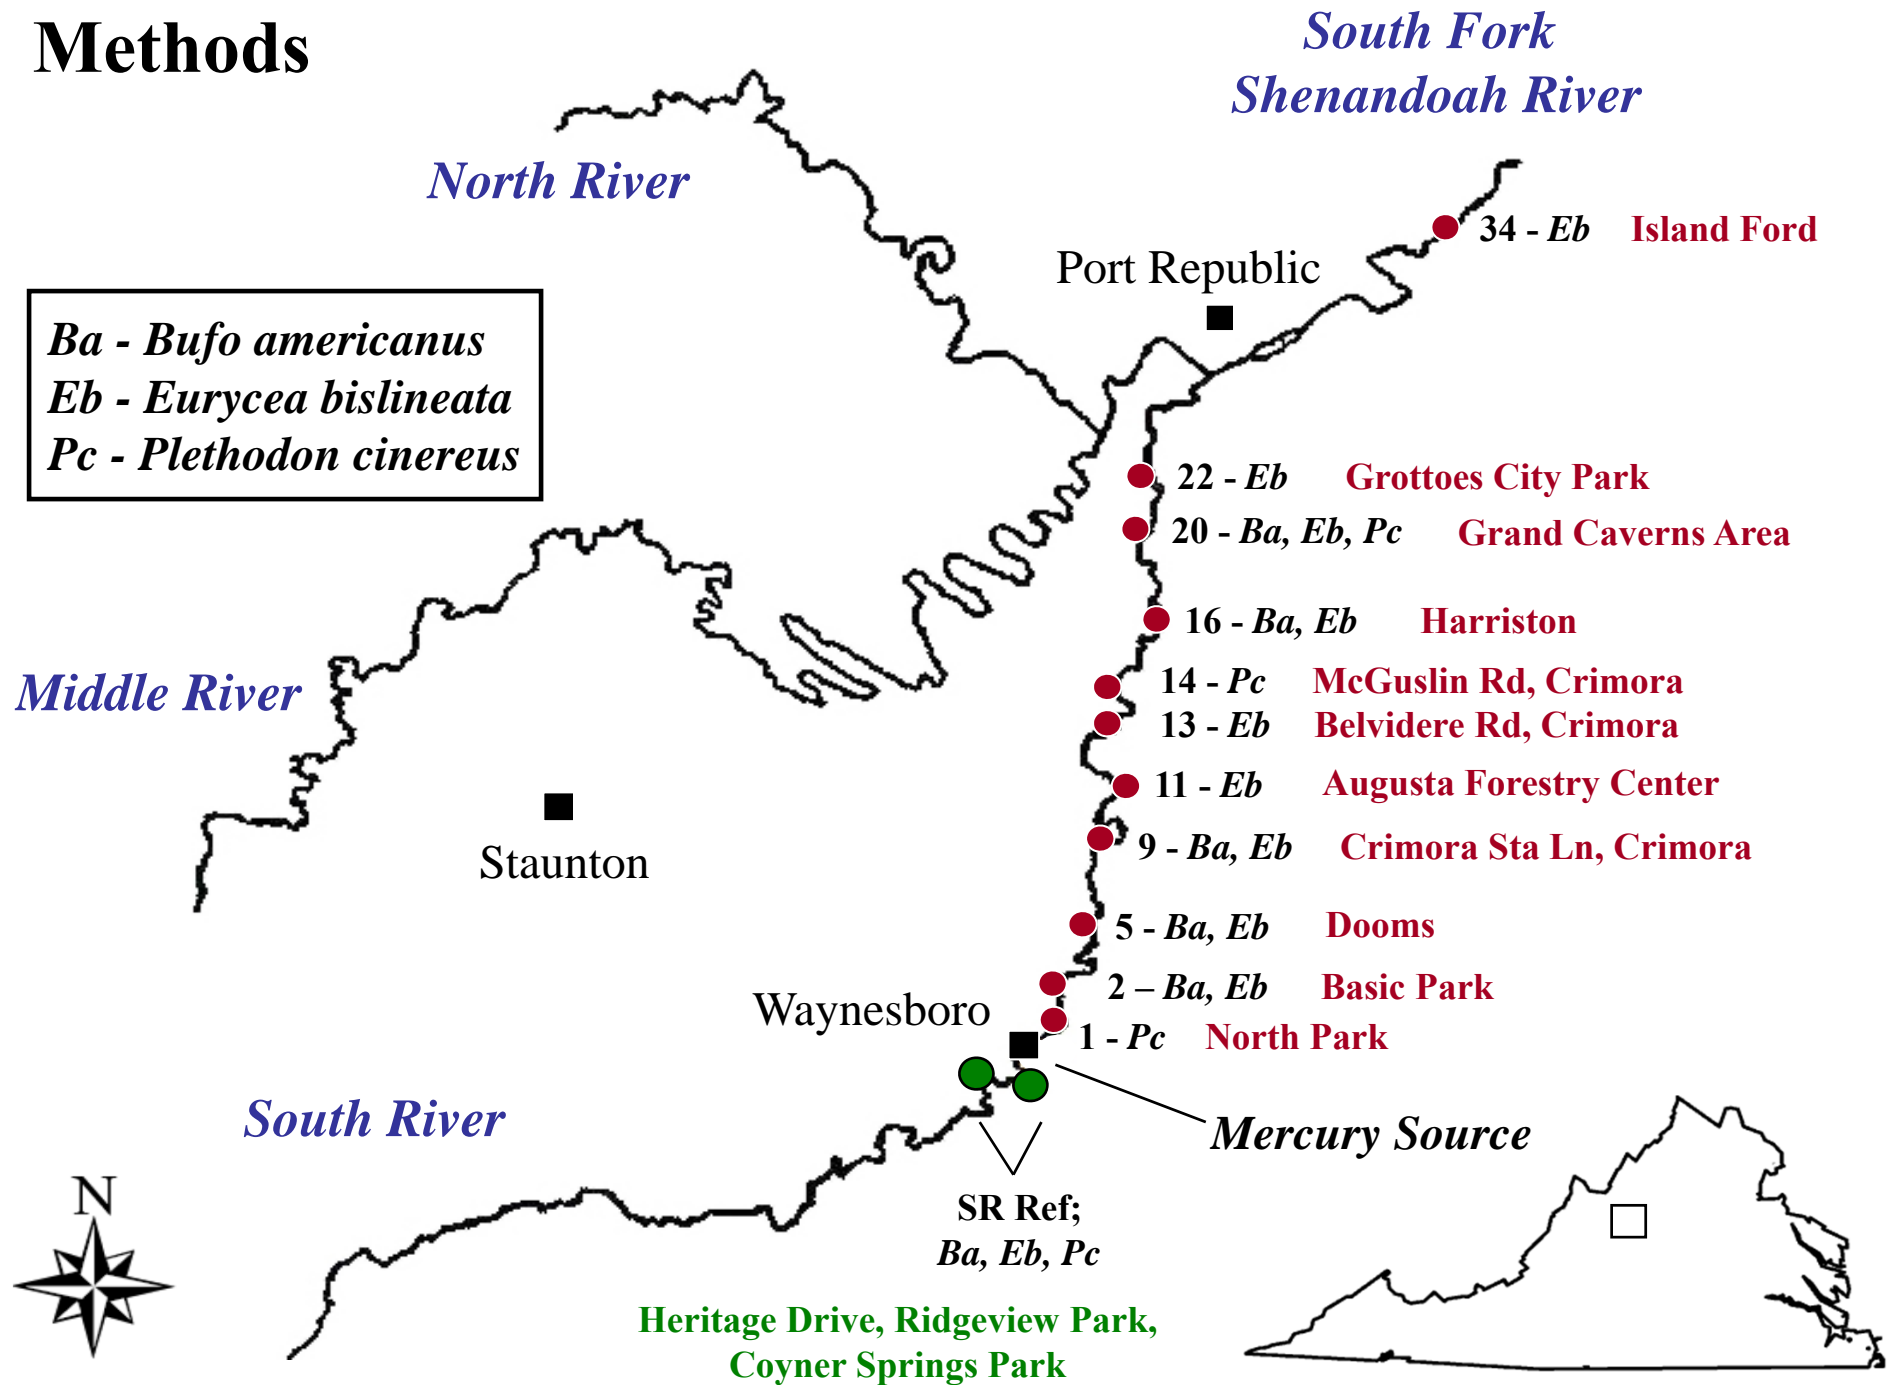 Methods
South Fork
Shenandoah River
North River
34 - Eb Island Ford
Port Republic
Ba - Bufo americanus
Eb - Eurycea bislineata
Pc - Plethodon cinereus
22 - Eb Grottoes City Park
20 - Ba, Eb, Pc Grand Caverns Area
16 - Ba, Eb Harriston
Middle River
14 - Pc McGuslin Rd, Crimora
13 - Eb Belvidere Rd, Crimora
11 - Eb Augusta Forestry Center
Staunton
9 - Ba, Eb Crimora Sta Ln, Crimora
5 - Ba, Eb Dooms
2 – Ba, Eb Basic Park
Waynesboro
1 - Pc North Park
South River
Mercury Source
N
SR Ref;
Ba, Eb, Pc
Heritage Drive, Ridgeview Park,
Coyner Springs Park